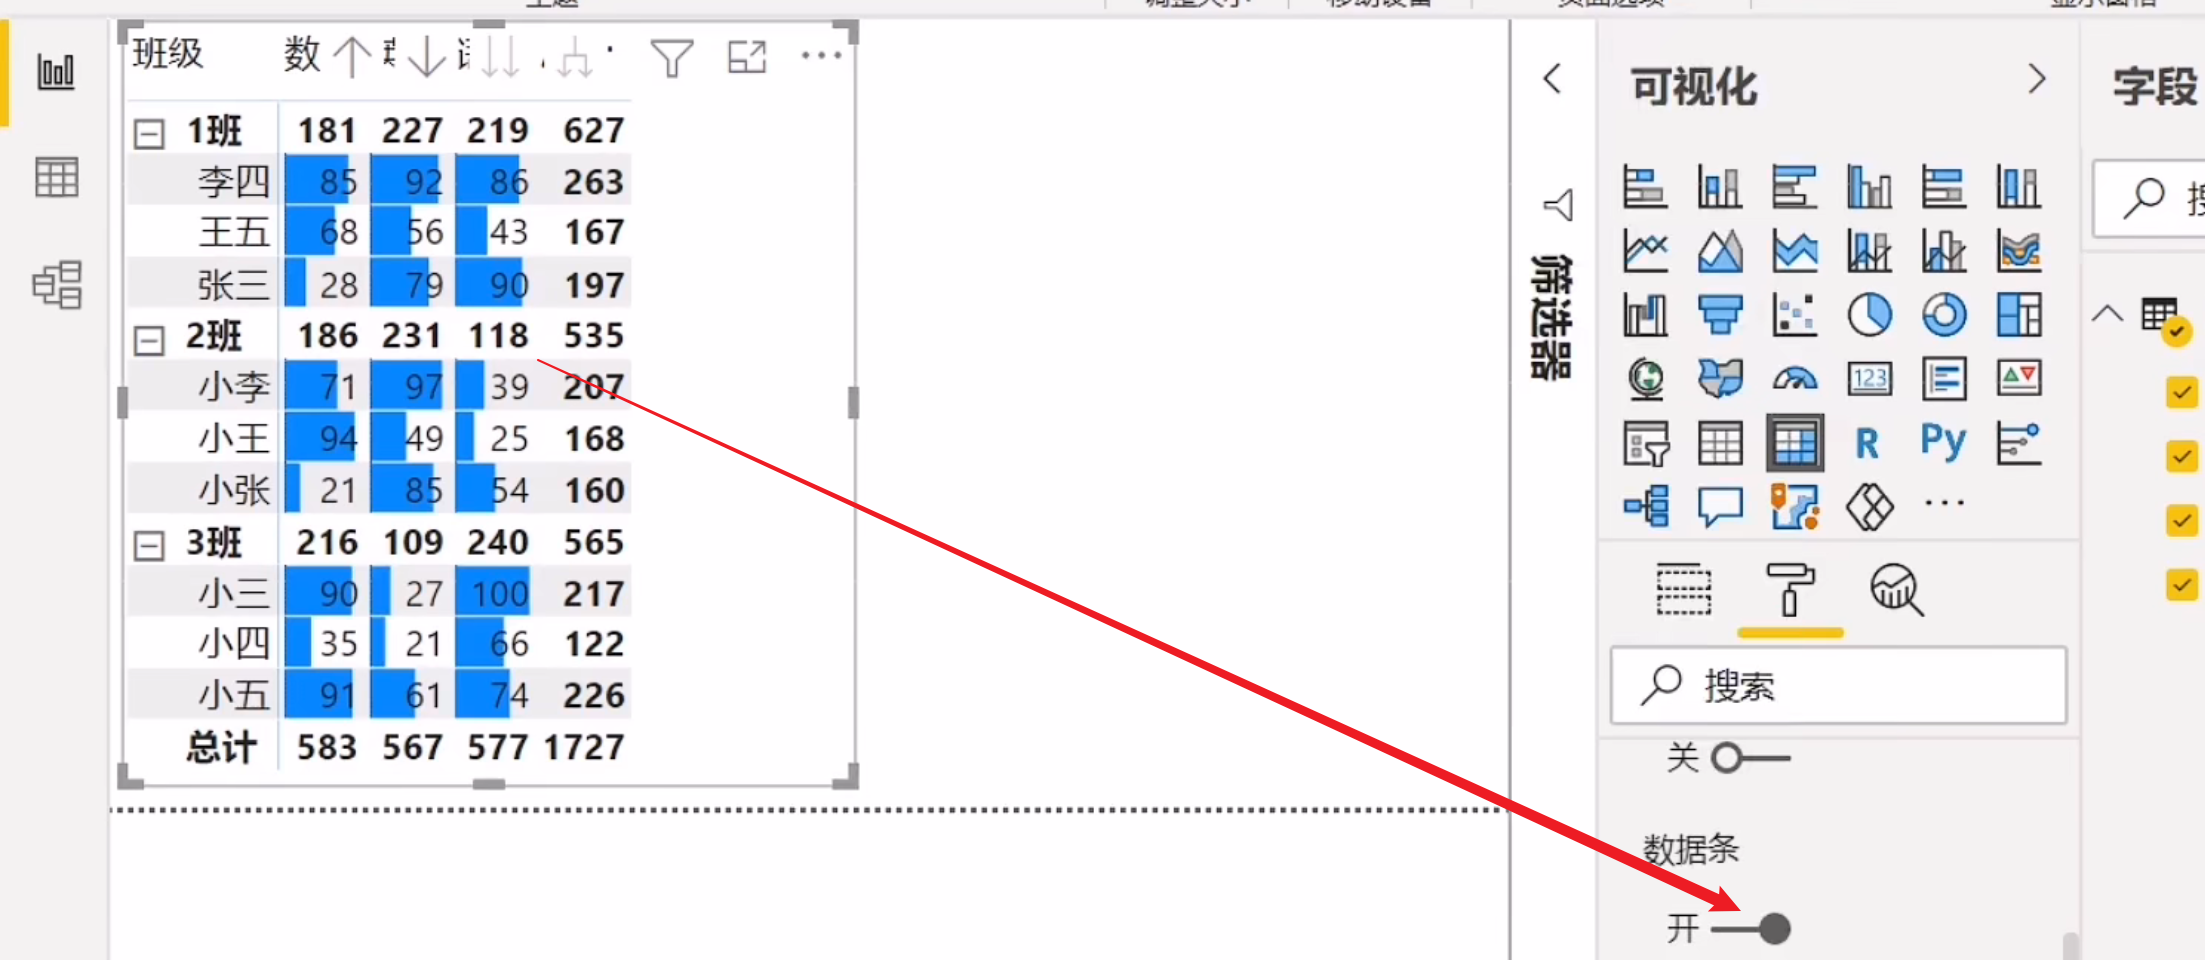 班级 数
1班 181 227 219 627
李四 85 92 86 263
王五 68 56 43 167
张三 28 79 90 197
2班 186 231 118 535
小李 71 97 39 207
小王 94 49 25 168
小张 21 85 54 160
3班 216 109 240 565
小三 90 27 100 217
小四 35 21 66 122
小五 91 61 74 226
总计 583 567 577 1727
筛选器
可视化
123
R Py
搜索
关
数据条
开
字段